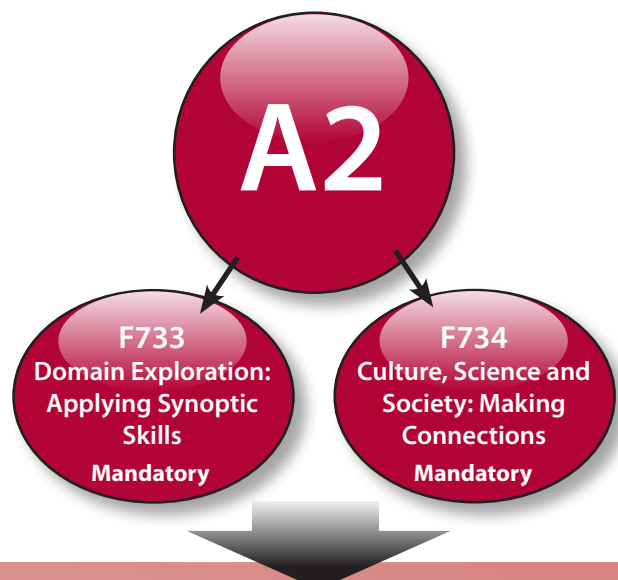 A2
F733
Domain Exploration:
Applying Synoptic
Skills
Mandatory
F734
Culture, Science and
Society: Making
Connections
Mandatory